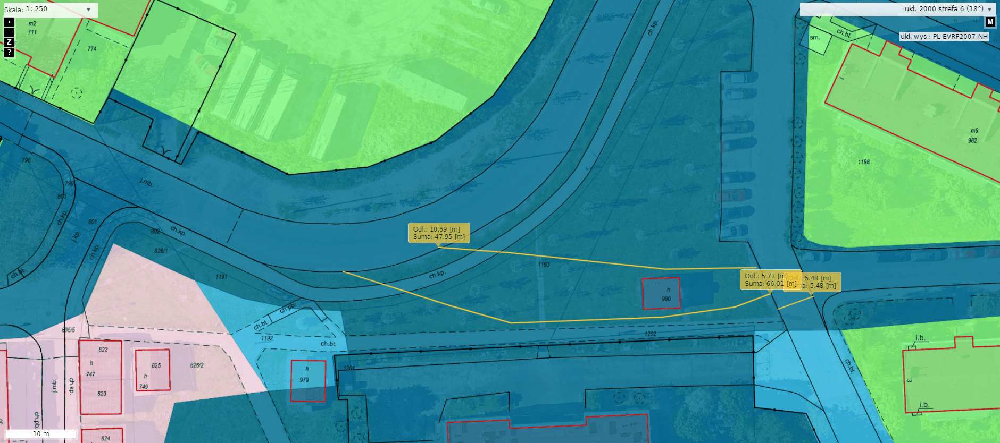 Skala: 1: 250
ukł. 2000 strefa 6 (18°)
+
−
Z
?
M
ukł. wys.: PL-EVRF2007-NH
m2
711
774
ch.kp.
ch.bt.
sm.
1
m9
982
1198
798
799
800
j.mb.
ch.kp.
801
802
ch.kp.
j.kp.
ch.kp.
826/1
ch.bt.
1191
Odl.: 10.69 [m]
Suma: 47.95 [m]
1193
ch.kp.
Odl.: 5.71 [m]
Suma: 66.01 [m]
5.48 [m]
5.48 [m]
h
980
ch.pb.
ch.bt.
1192
ch.bt.
805/5
1202
i.b.
822
h
747
823
825
h
749
826/2
h
979
1201
ch.bt.
j.mb.
ch.kp.
3
i.b.
ch.pb.
10 m
824